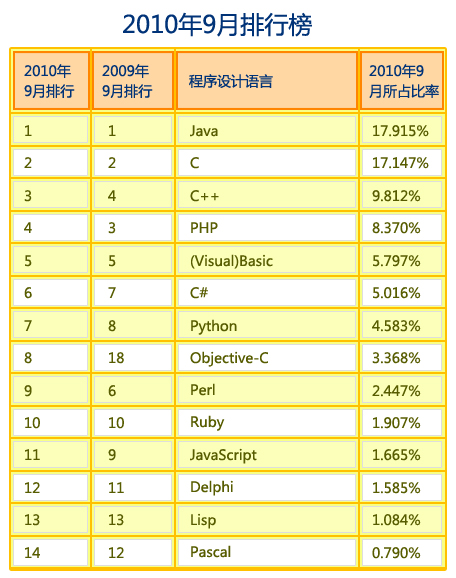 2010年9月排行榜
2010年 2009年 2010年9
9月排行 9月排行 程序设计语言 月所占比率
1 1 Java 17.915%
2 2 C 17.147%
3 4 C++ 9.812%
4 3 PHP 8.370%
5 5 (Visual)Basic 5.797%
6 7 C# 5.016%
7 8 Python 4.583%
8 18 Objective-C 3.368%
9 6 Perl 2.447%
10 10 Ruby 1.907%
11 9 JavaScript 1.665%
12 11 Delphi 1.585%
13 13 Lisp 1.084%
14 12 Pascal 0.790%